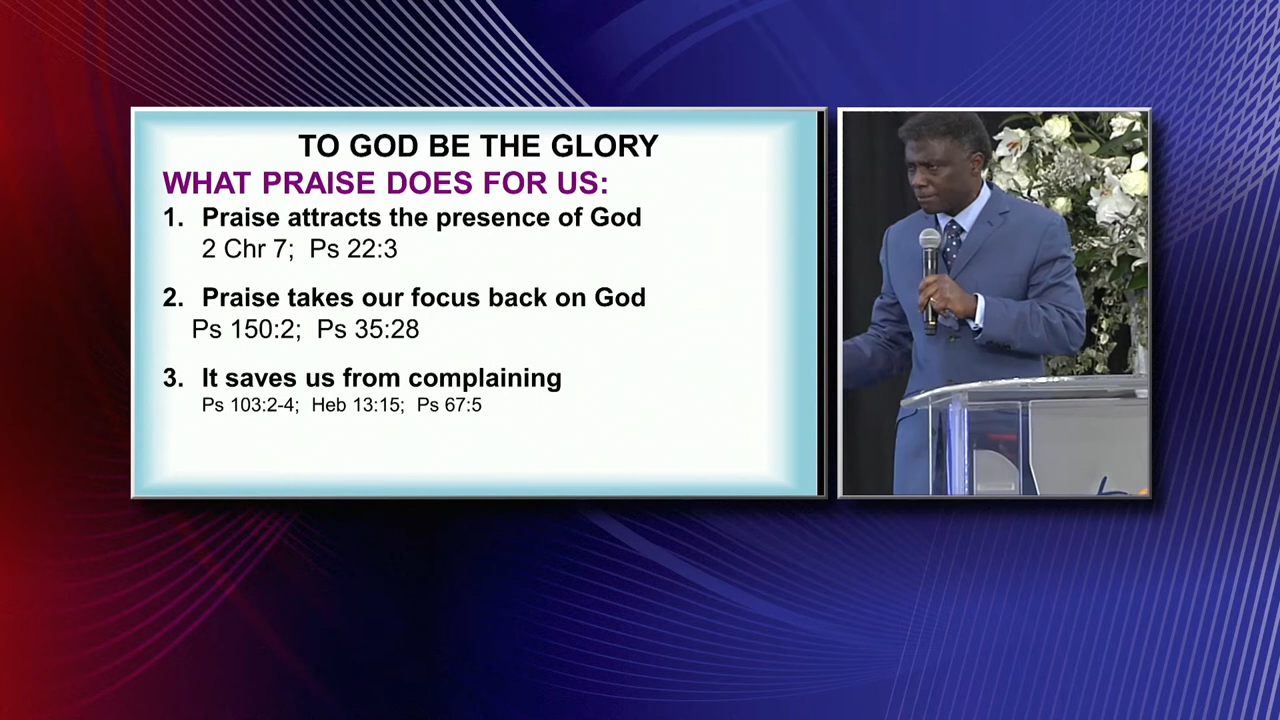 TO GOD BE THE GLORY
WHAT PRAISE DOES FOR US:
1. Praise attracts the presence of God
2 Chr 7; Ps 22:3
2. Praise takes our focus back on God
Ps 150:2; Ps 35:28
3. It saves us from complaining
Ps 103:2-4; Heb 13:15; Ps 67:5